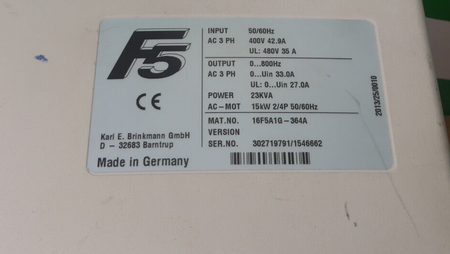 F5
CE
Karl E. Brinkmann GmbH
D – 32683 Barntrup
Made in Germany
INPUT 50/60Hz
AC 3 PH 400V 42.9A
UL: 480V 35 A
OUTPUT 0...800Hz
AC 3 PH 0...Uin 33.0A
UL: 0...Uin 27.0A
POWER 23KVA
AC-MOT 15kW 2/4P 50/60Hz
MAT.NO. 16F5A1G-364A
VERSION
SER.NO. 302719791/1546662
2013/25/0010